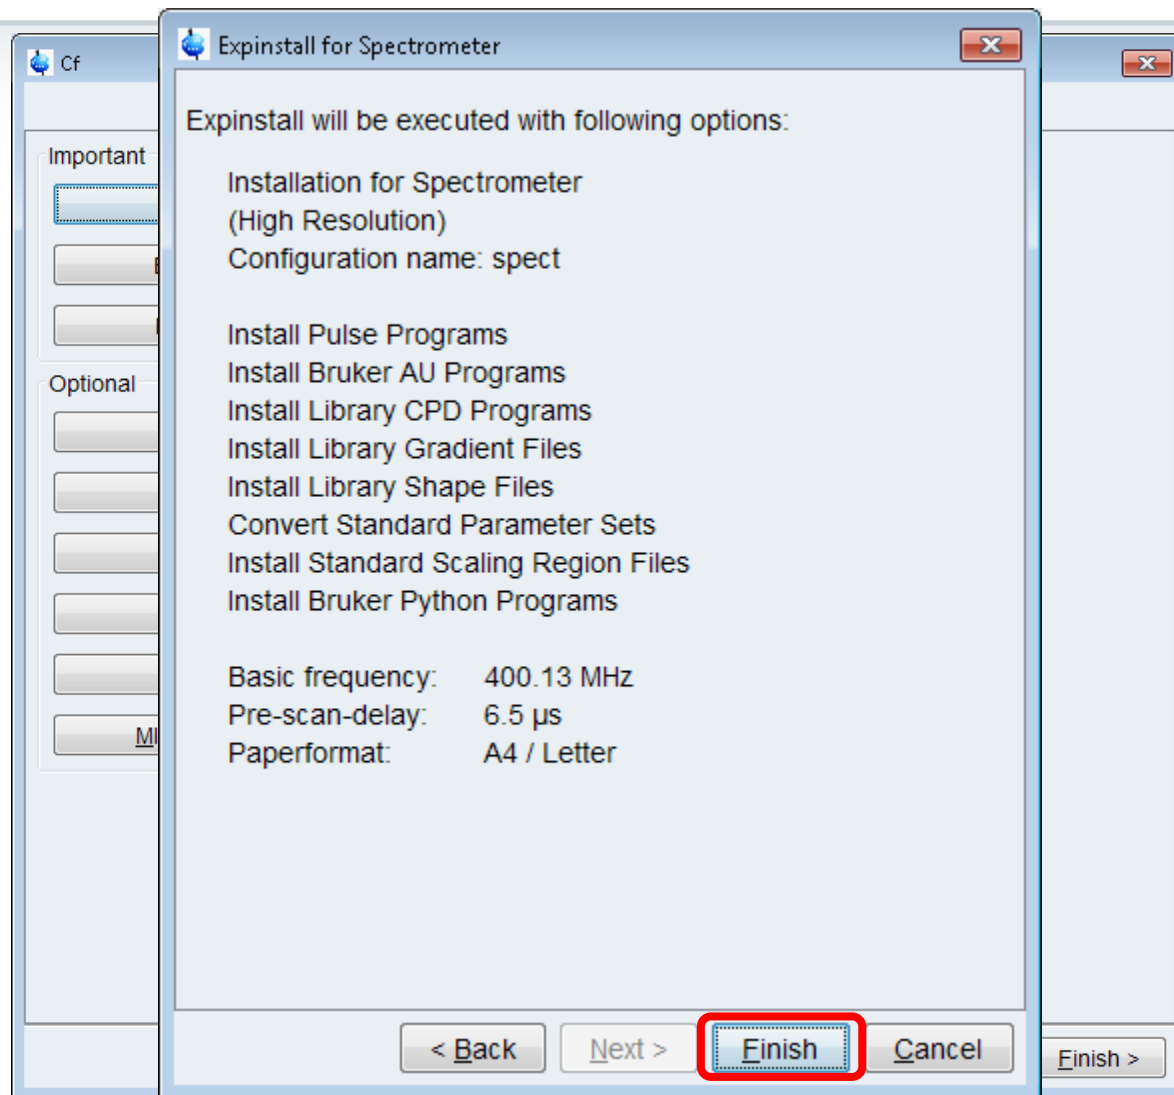 Expinstall for Spectrometer
Cf
Expinstall will be executed with following options:
Important
Installation for Spectrometer
(High Resolution)
Configuration name: spect
Install Pulse Programs
Install Bruker AU Programs
Optional
Install Library CPD Programs
Install Library Gradient Files
Install Library Shape Files
Convert Standard Parameter Sets
Install Standard Scaling Region Files
Install Bruker Python Programs
Basic frequency: 400.13 MHz
Pre-scan-delay: 6.5 µs
Paperformat: A4 / Letter
< Back
Next >
Finish
Cancel
Finish >